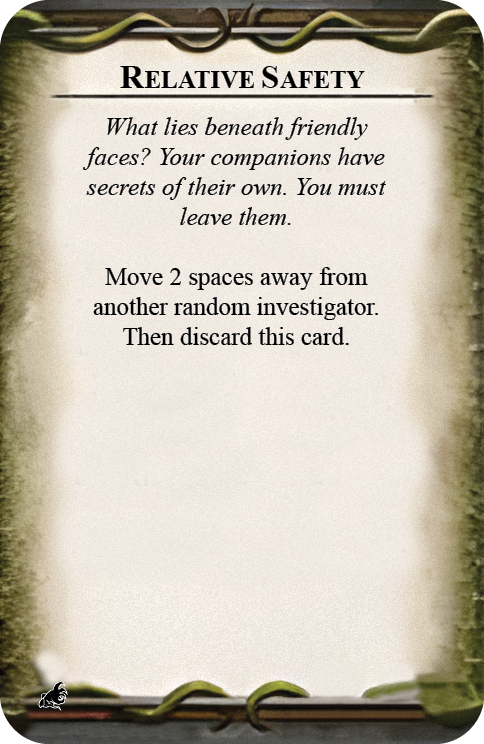 RELATIVE SAFETY
What lies beneath friendly
faces? Your companions have
secrets of their own. You must
leave them.
Move 2 spaces away from
another random investigator.
Then discard this card.